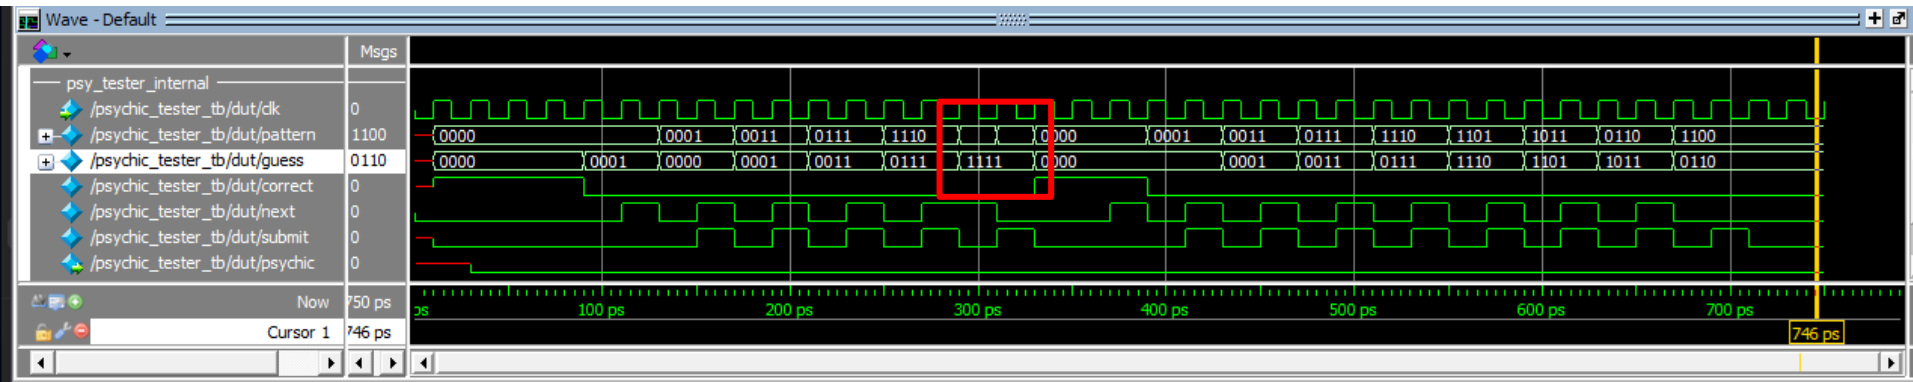 Wave - Default
Msgs
psy_tester_internal
/psychic_tester_tb/dut/clk 0
/psychic_tester_tb/dut/pattern 1100 0000 0001 0011 0111 1110 0000 0001 0011 0111 1110 1101 1011 0110 1100
/psychic_tester_tb/dut/guess 0110 0000 0001 0000 0001 0011 0111 1111 0000 0001 0011 0111 1110 1101 1011 0110
/psychic_tester_tb/dut/correct 0
/psychic_tester_tb/dut/next 0
/psychic_tester_tb/dut/submit 0
/psychic_tester_tb/dut/psychic 0
Now 750 ps ps 100 ps 200 ps 300 ps 400 ps 500 ps 600 ps 700 ps
Cursor 1 746 ps 746 ps